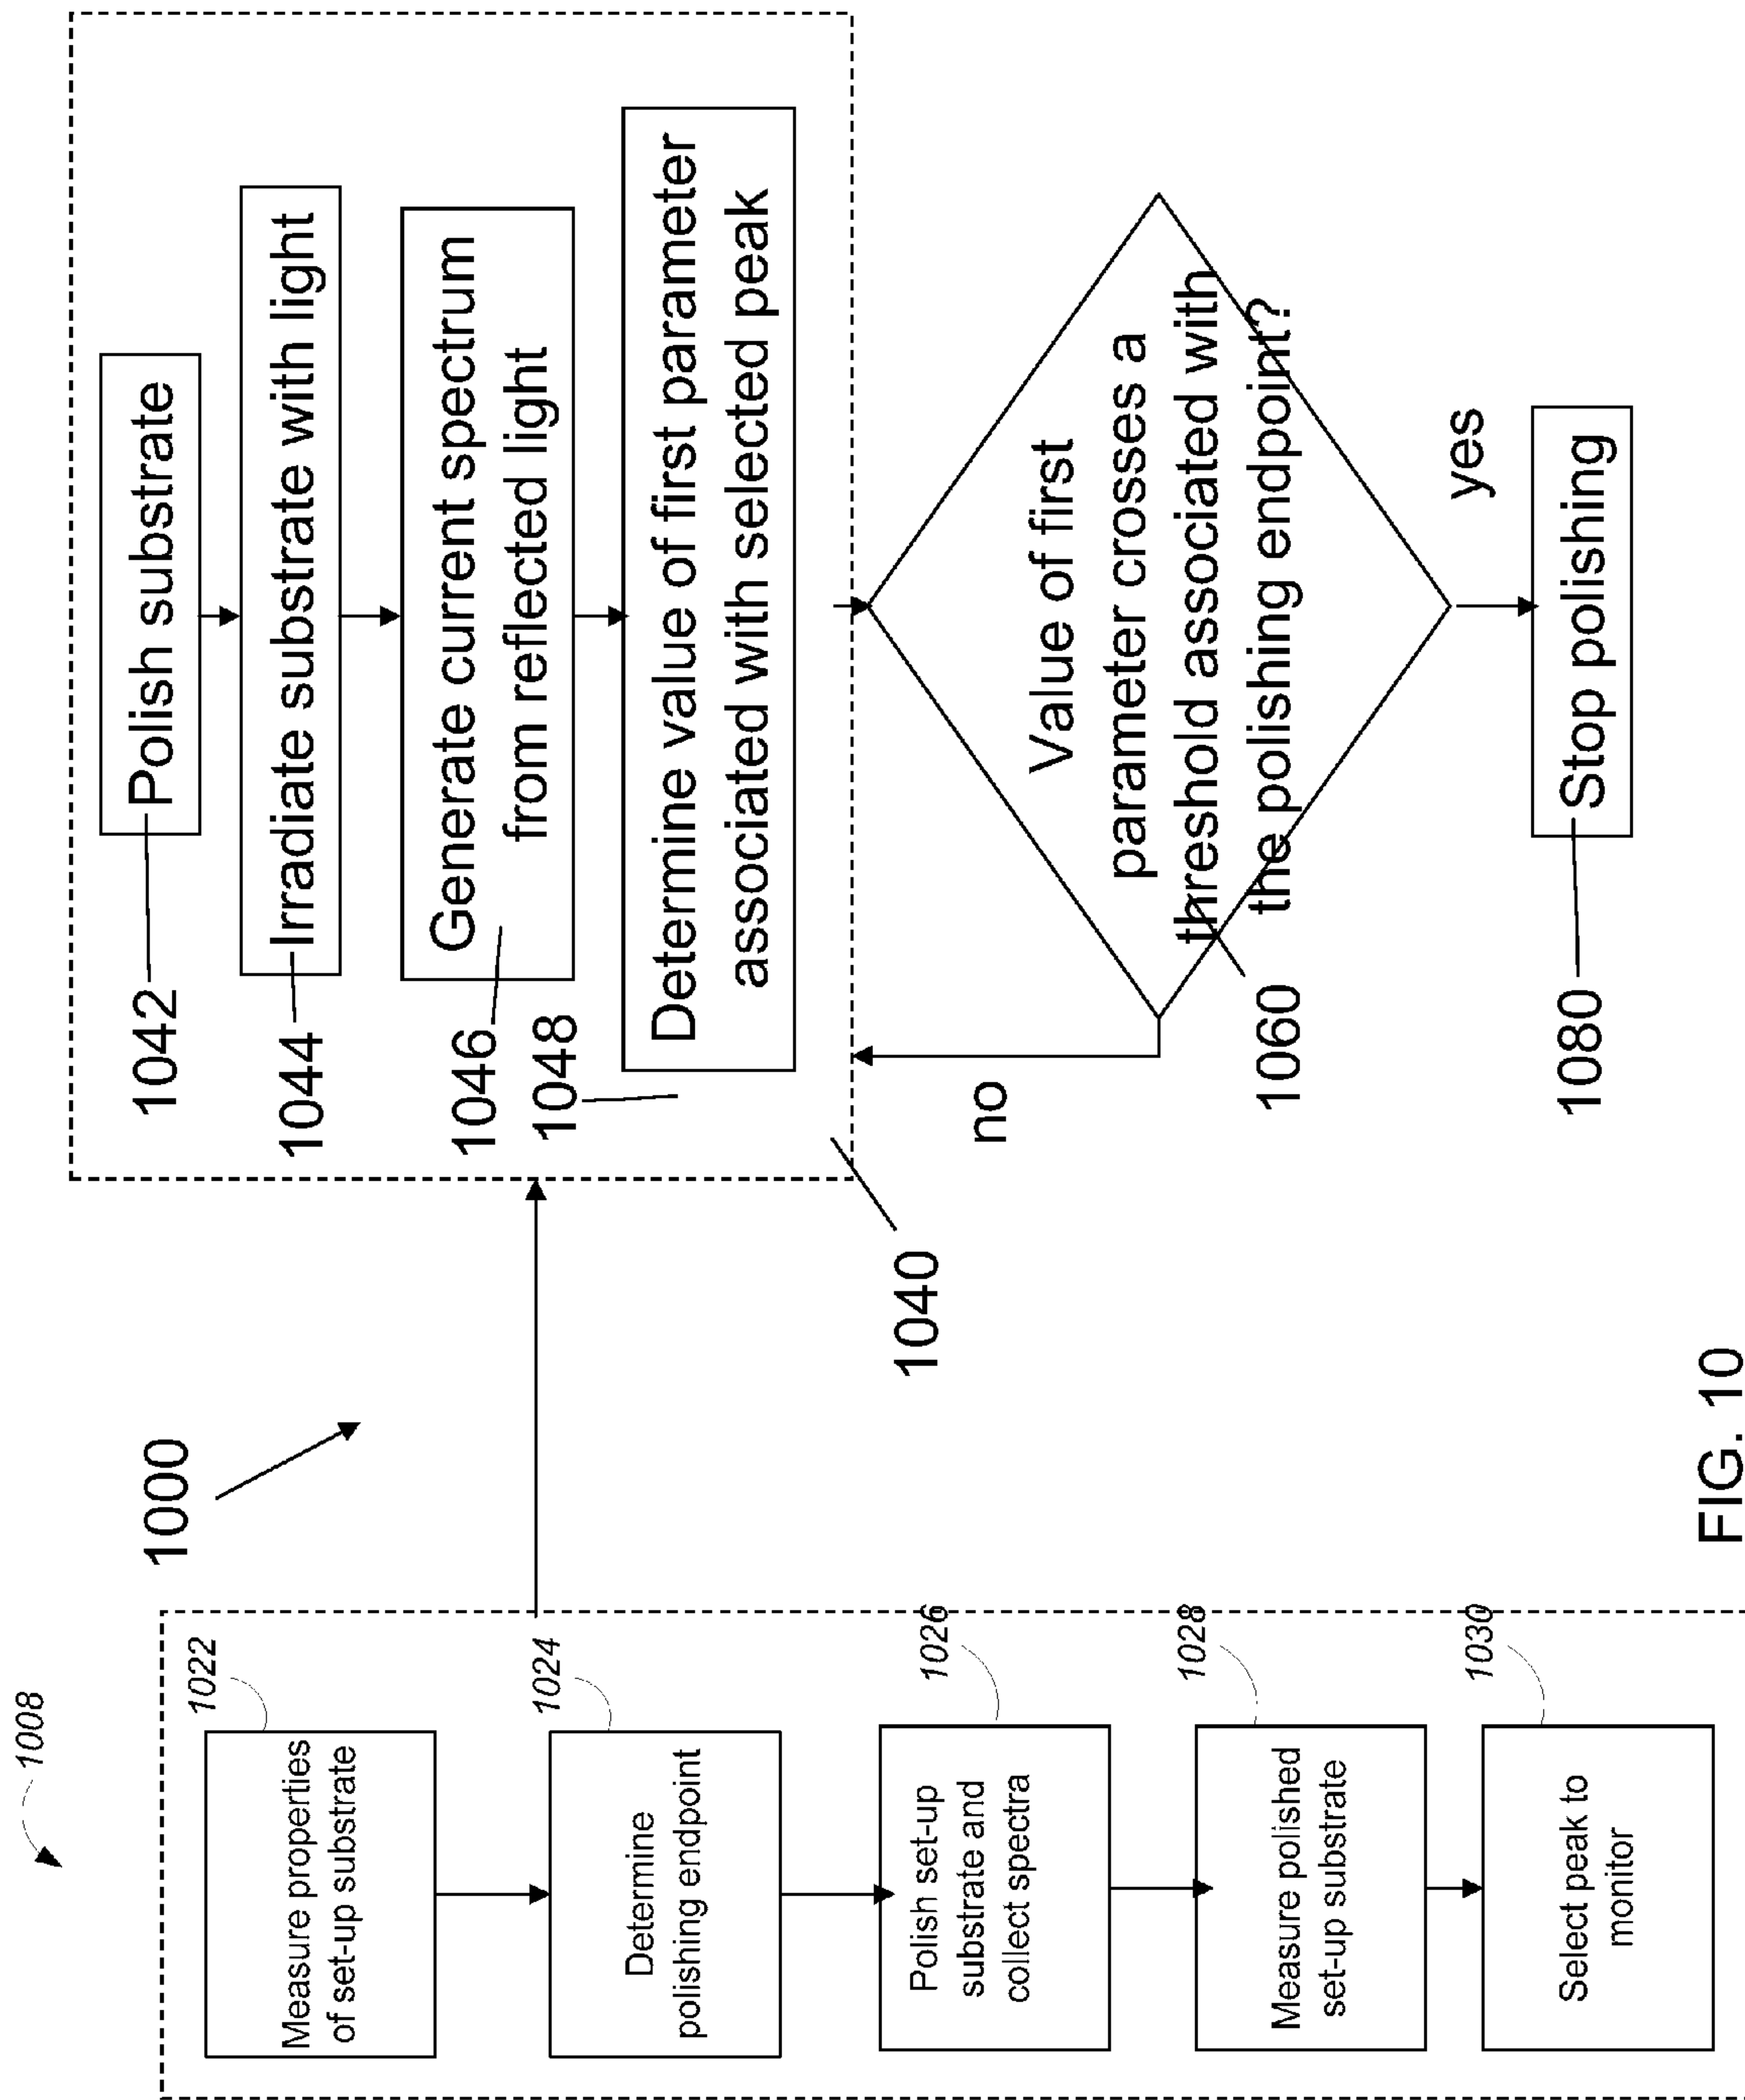 1008
1022
Measure properties
of set-up substrate
1024
Determine
polishing endpoint
1026
Polish set-up
substrate and
collect spectra
1028
Measure polished
set-up substrate
1030
Select peak to
monitor
1000
1042
Polish substrate
1044
Irradiate substrate with light
1046
Generate current spectrum
from reflected light
1048
Determine value of first parameter
associated with selected peak
1040
no
Value of first
parameter crosses a
threshold associated with
the polishing endpoint?
1060
yes
1080
Stop polishing
FIG. 10